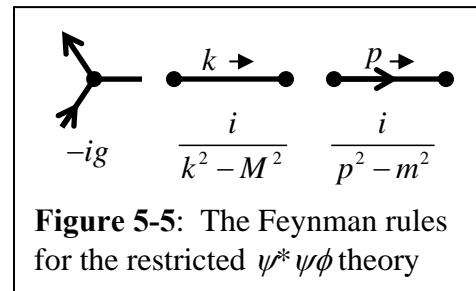 k p
-ig i/(k² − M²) i/(p² − m²)
Figure 5-5: The Feynman rules
for the restricted ψ*ψϕ theory